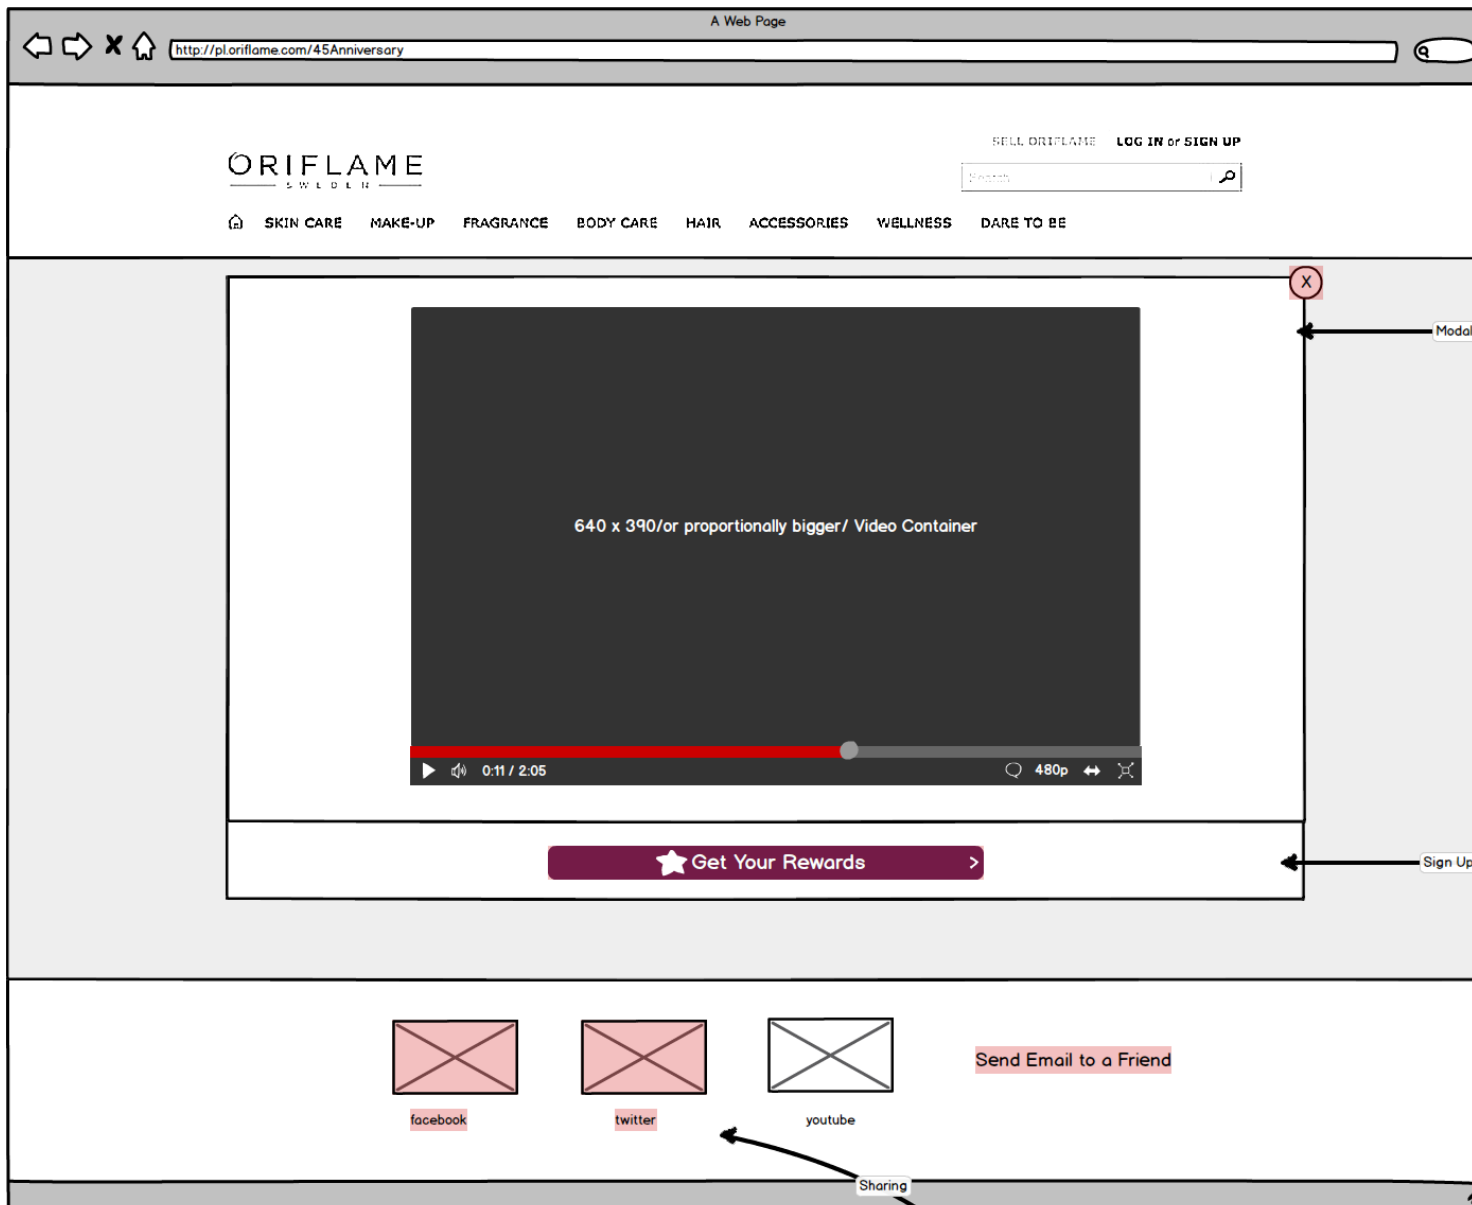 A Web Page
http://pl.oriflame.com/45Anniversary
SELL ORIFLAME LOG IN or SIGN UP
ORIFLAME
SWEDEN
Search
SKIN CARE MAKE-UP FRAGRANCE BODY CARE HAIR ACCESSORIES WELLNESS DARE TO BE
X
Modal
640 x 390/or proportionally bigger/ Video Container
0:11 / 2:05 480p
Get Your Rewards >
Sign Up
Send Email to a Friend
facebook twitter youtube
Sharing